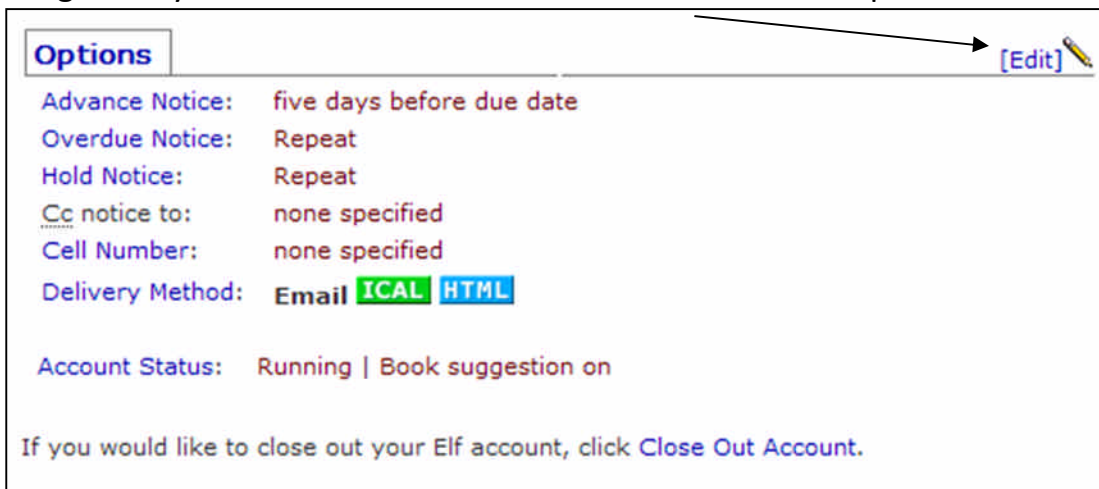 Options [Edit]
Advance Notice: five days before due date
Overdue Notice: Repeat
Hold Notice: Repeat
Cc notice to: none specified
Cell Number: none specified
Delivery Method: Email ICAL HTML
Account Status: Running | Book suggestion on
If you would like to close out your Elf account, click Close Out Account.